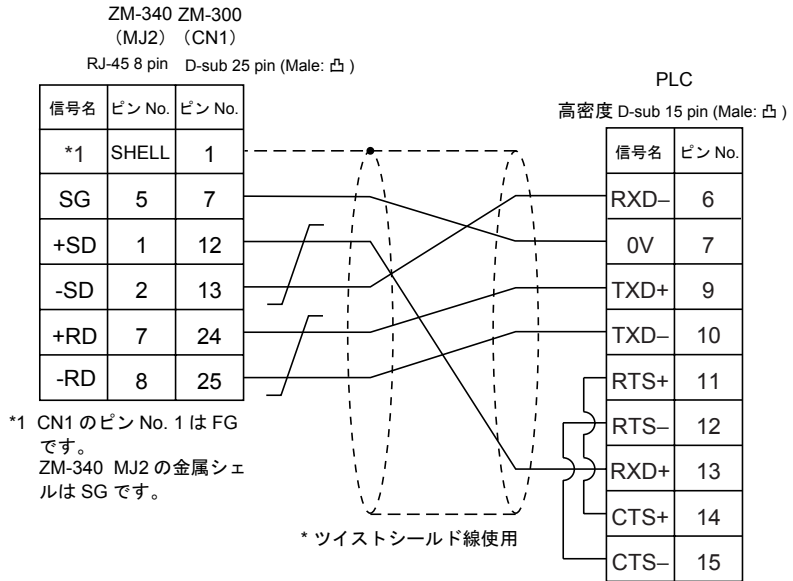 ZM-340 ZM-300
（MJ2）（CN1）
RJ-45 8 pin D-sub 25 pin (Male: 凸 )
信号名 ピン No. ピン No.
*1 SHELL 1
SG 5 7
+SD 1 12
-SD 2 13
+RD 7 24
-RD 8 25
*1 CN1 のピン No. 1 は FG
です。
ZM-340 MJ2 の金属シェ
ルは SG です。
* ツイストシールド線使用
PLC
高密度 D-sub 15 pin (Male: 凸 )
信号名 ピン No.
RXD– 6
0V 7
TXD+ 9
TXD– 10
RTS+ 11
RTS– 12
RXD+ 13
CTS+ 14
CTS– 15